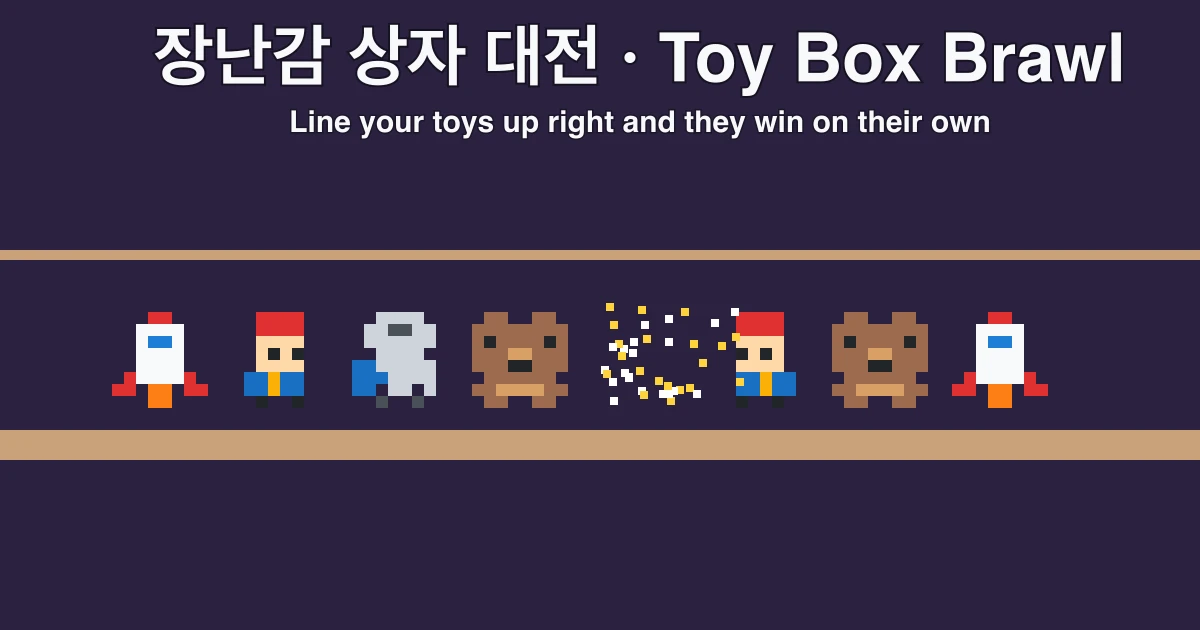 장난감 상자 대전 · Toy Box Brawl
Line your toys up right and they win on their own